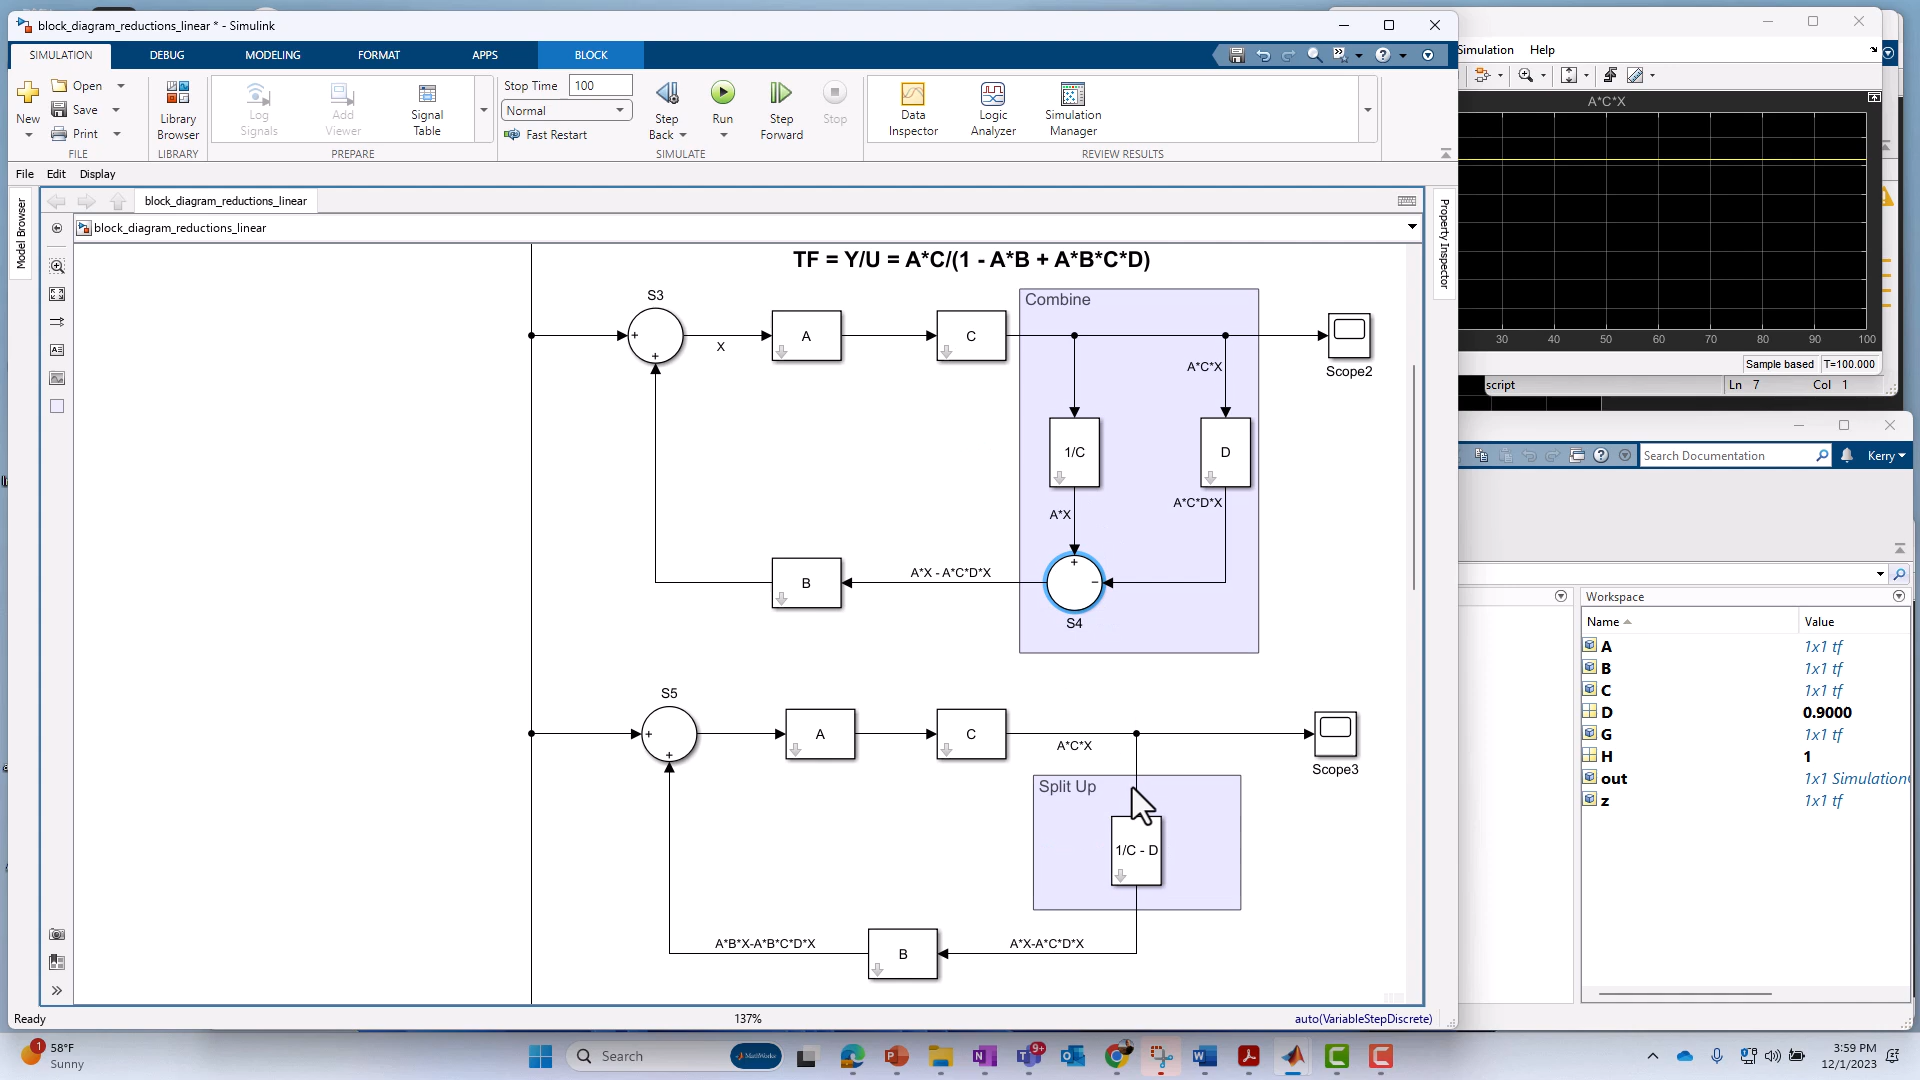 block_diagram_reductions_linear * - Simulink
SIMULATION
DEBUG
MODELING
FORMAT
APPS
BLOCK
New
Open
Save
Print
FILE
Library
Browser
LIBRARY
Log
Signals
Add
Viewer
Signal
Table
PREPARE
Stop Time 100
Normal
Fast Restart
Step
Back
Run
Step
Forward
Stop
SIMULATE
Data
Inspector
Logic
Analyzer
Simulation
Manager
REVIEW RESULTS
File Edit Display
Model Browser
block_diagram_reductions_linear
block_diagram_reductions_linear
Property Inspector
TF = Y/U = A*C/(1 - A*B + A*B*C*D)
S3
X
A
C
Combine
A*C*X
Scope2
1/C
D
A*X
A*C*D*X
A*X - A*C*D*X
B
+
-
S4
S5
A
C
A*C*X
Scope3
Split Up
1/C - D
A*B*X-A*B*C*D*X
B
A*X-A*C*D*X
Ready
137%
auto(VariableStepDiscrete)
Simulation Help
A*C*X
30 40 50 60 70 80 90 100
Sample based T=100.000
script
Ln 7 Col 1
Search Documentation
Kerry
Workspace
Name Value
A 1x1 tf
B 1x1 tf
C 1x1 tf
D 0.9000
G 1x1 tf
H 1
out 1x1 Simulation
z 1x1 tf
1
58°F
Sunny
Search
MathWorks
9+
3:59 PM
12/1/2023